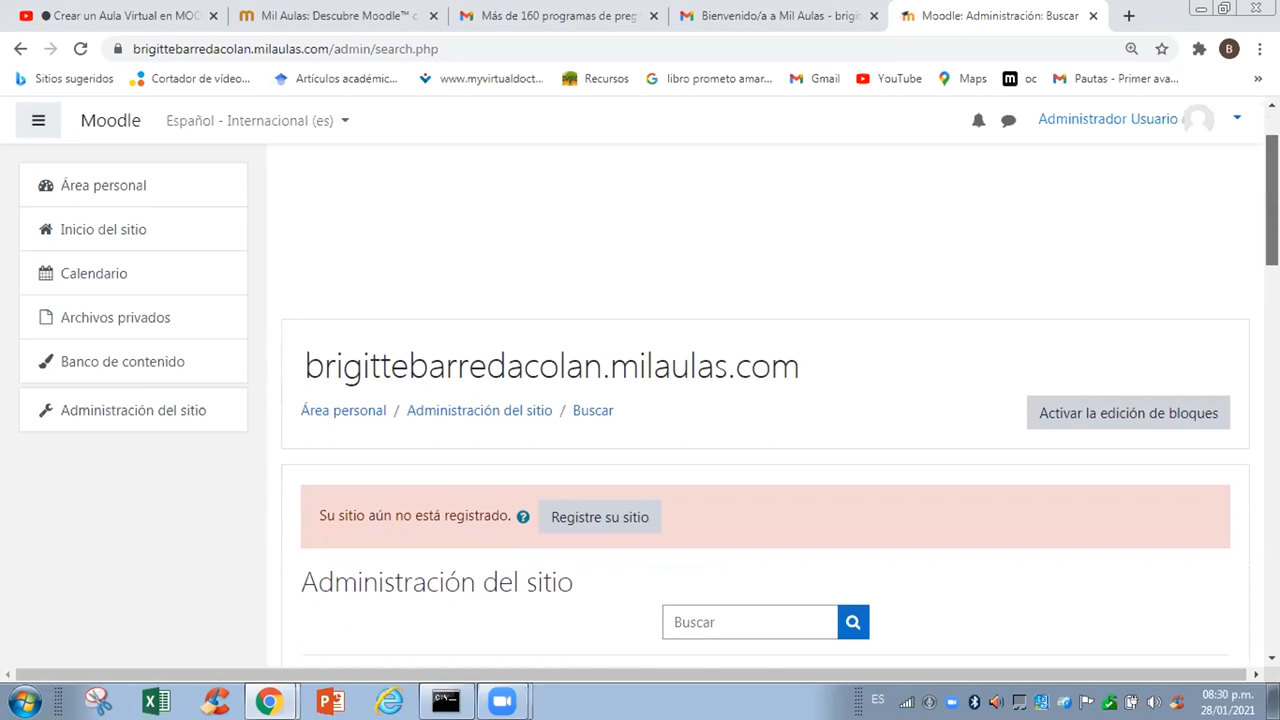 Crear un Aula Virtual en MOO
Mil Aulas: Descubre Moodle™ c
Más de 160 programas de preg
Bienvenido/a a Mil Aulas - brigi
Moodle: Administración: Buscar
brigittebarredacolan.milaulas.com/admin/search.php
B
Sitios sugeridos
Cortador de vídeo...
Artículos académic...
www.myvirtualdoct...
Recursos
libro prometo amar...
Gmail
YouTube
Maps
oc
Pautas - Primer ava...
»
Moodle
Español - Internacional (es)
Administrador Usuario
Área personal
Inicio del sitio
Calendario
Archivos privados
Banco de contenido
Administración del sitio
brigittebarredacolan.milaulas.com
Área personal / Administración del sitio / Buscar
Activar la edición de bloques
Su sitio aún no está registrado.
Registre su sitio
Administración del sitio
Buscar
ES
08:30 p.m.
28/01/2021